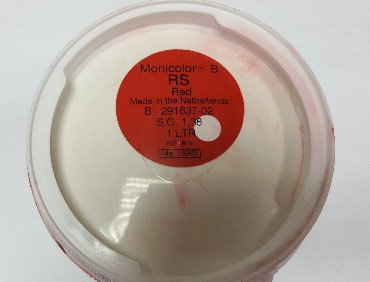 Monicolor - B
RS
Red
Made in the Netherlands
B - 291637-02
S.G. 1,38
1 LTR